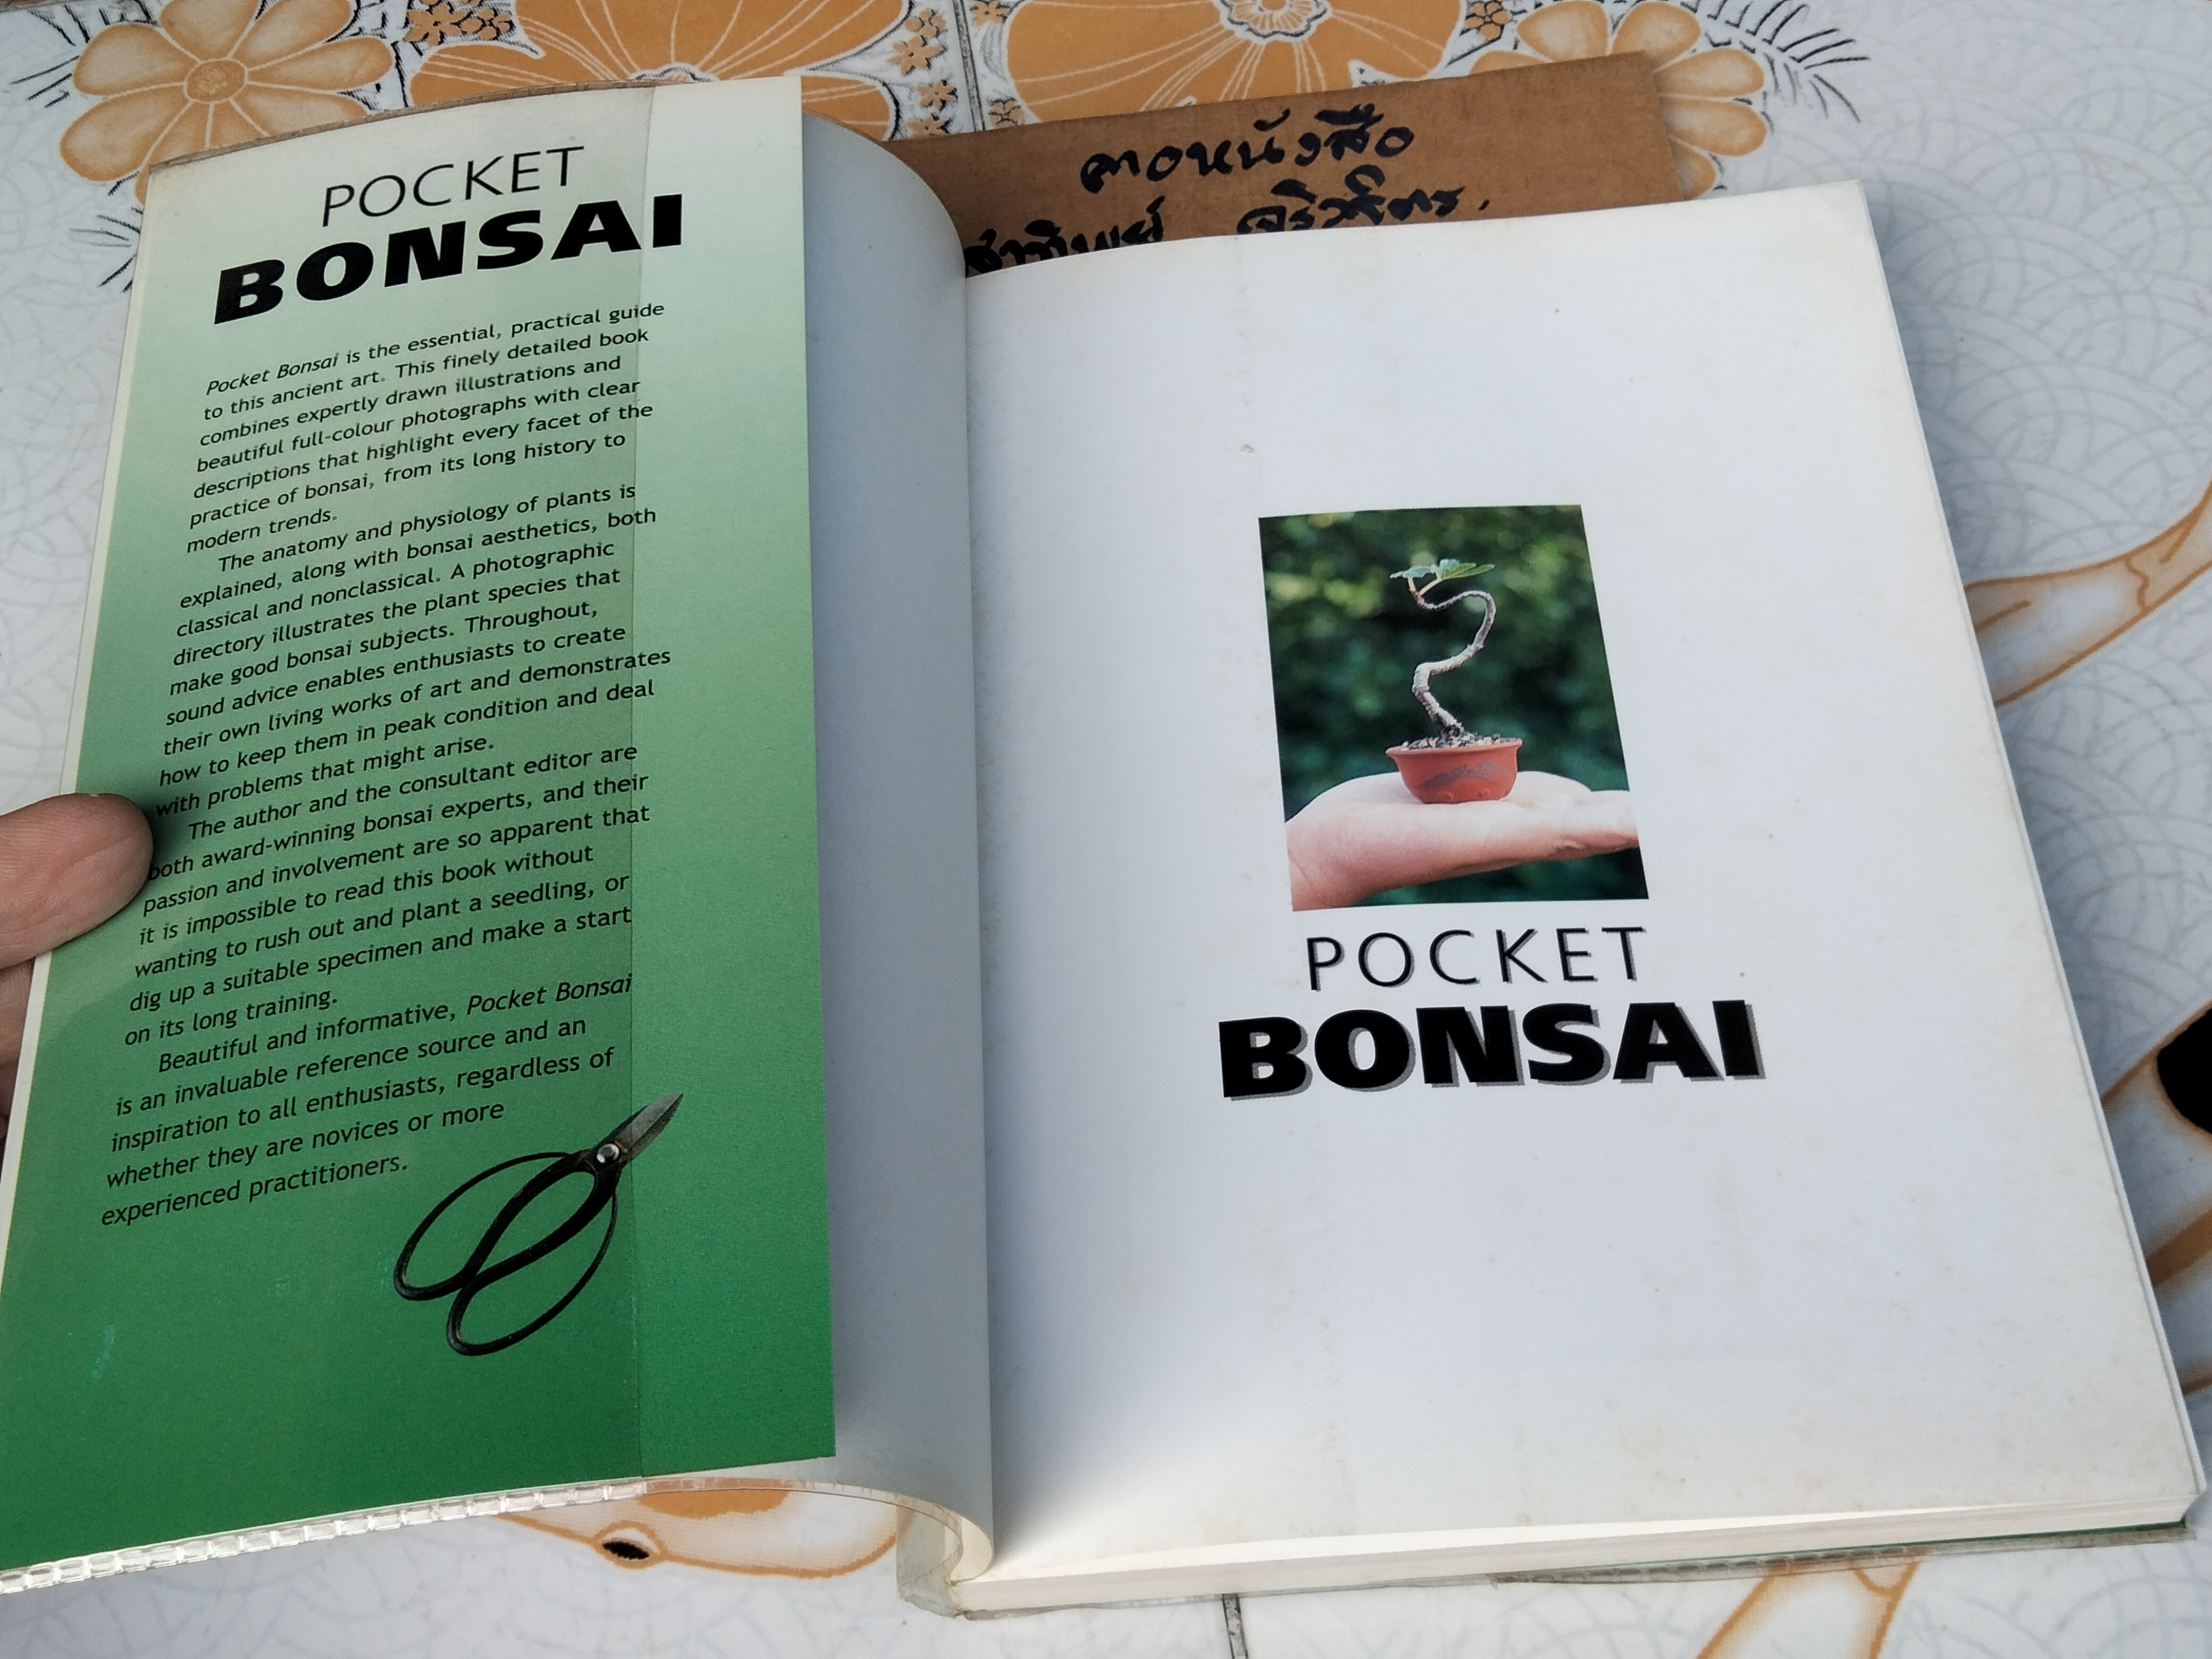 POCKET
BONSAI
Pocket Bonsai is the essential, practical guide
to this ancient art. This finely detailed book
combines expertly drawn illustrations and
beautiful full-colour photographs with clear
descriptions that highlight every facet of the
practice of bonsai, from its long history to
modern trends.
The anatomy and physiology of plants is
explained, along with bonsai aesthetics, both
classical and nonclassical. A photographic
directory illustrates the plant species that
make good bonsai subjects. Throughout,
sound advice enables enthusiasts to create
their own living works of art and demonstrates
how to keep them in peak condition and deal
with problems that might arise.
The author and the consultant editor are
both award-winning bonsai experts, and their
passion and involvement are so apparent that
it is impossible to read this book without
wanting to rush out and plant a seedling, or
dig up a suitable specimen and make a start
on its long training.
Beautiful and informative, Pocket Bonsai
is an invaluable reference source and an
inspiration to all enthusiasts, regardless of
whether they are novices or more
experienced practitioners.
หนังสือ
POCKET
BONSAI